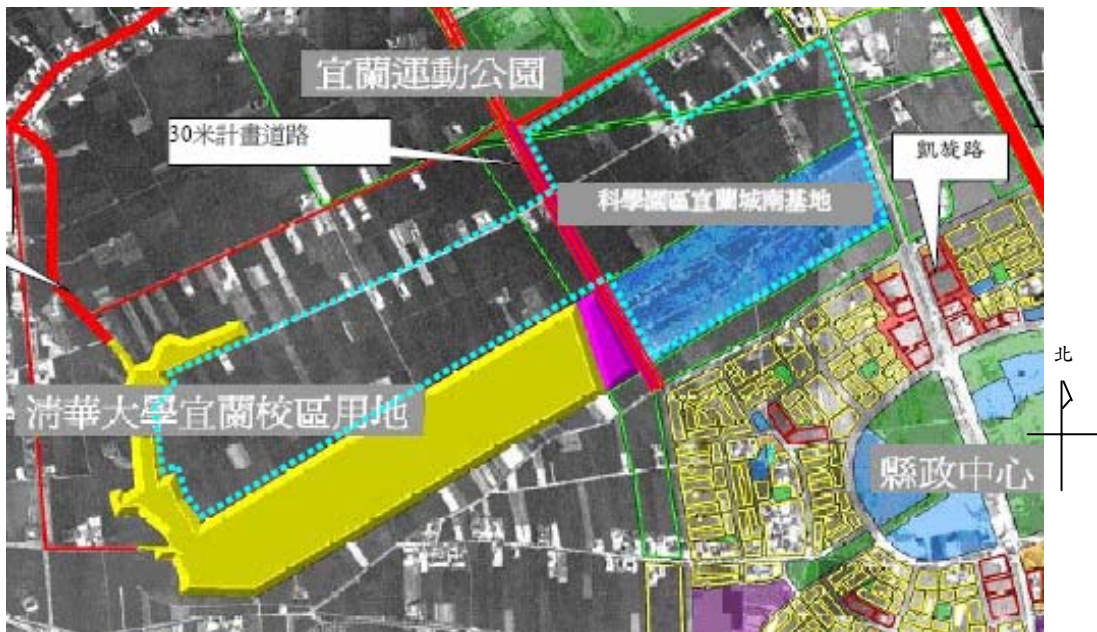 宜蘭運動公園
30米計畫道路
凱旋路
科學園區宜蘭城南基地
北
清華大學宜蘭校區用地
縣政中心